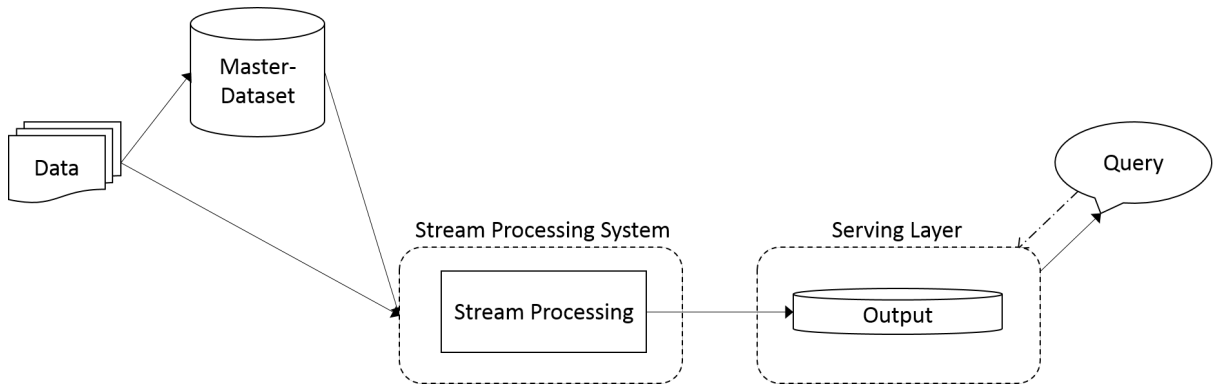 Master-
Dataset
Data
Query
Stream Processing System
Serving Layer
Stream Processing
Output